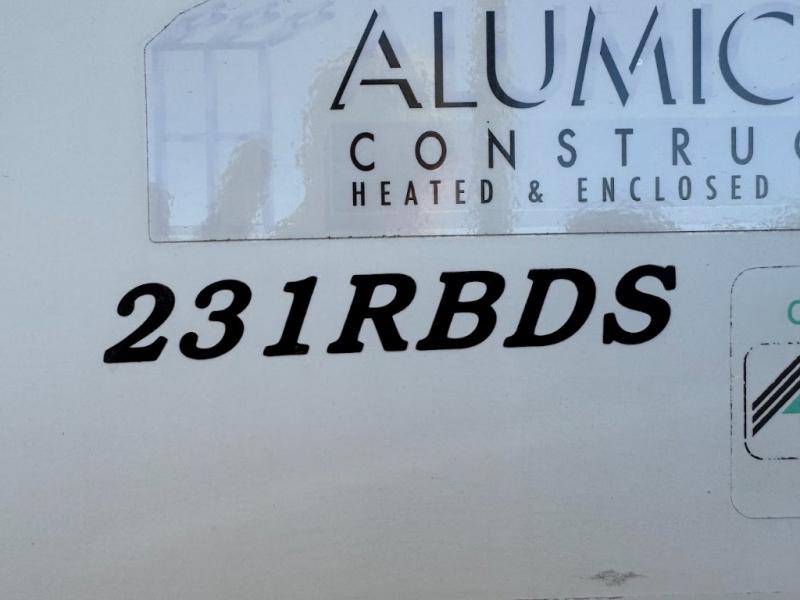 ALUMIC
CONSTRUC
HEATED & ENCLOSED
231RBDS